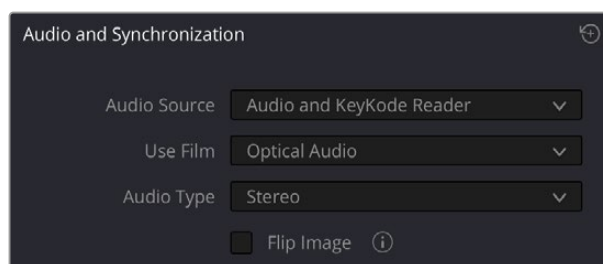 Audio and Synchronization
Audio Source Audio and KeyKode Reader
Use Film Optical Audio
Audio Type Stereo
Flip Image